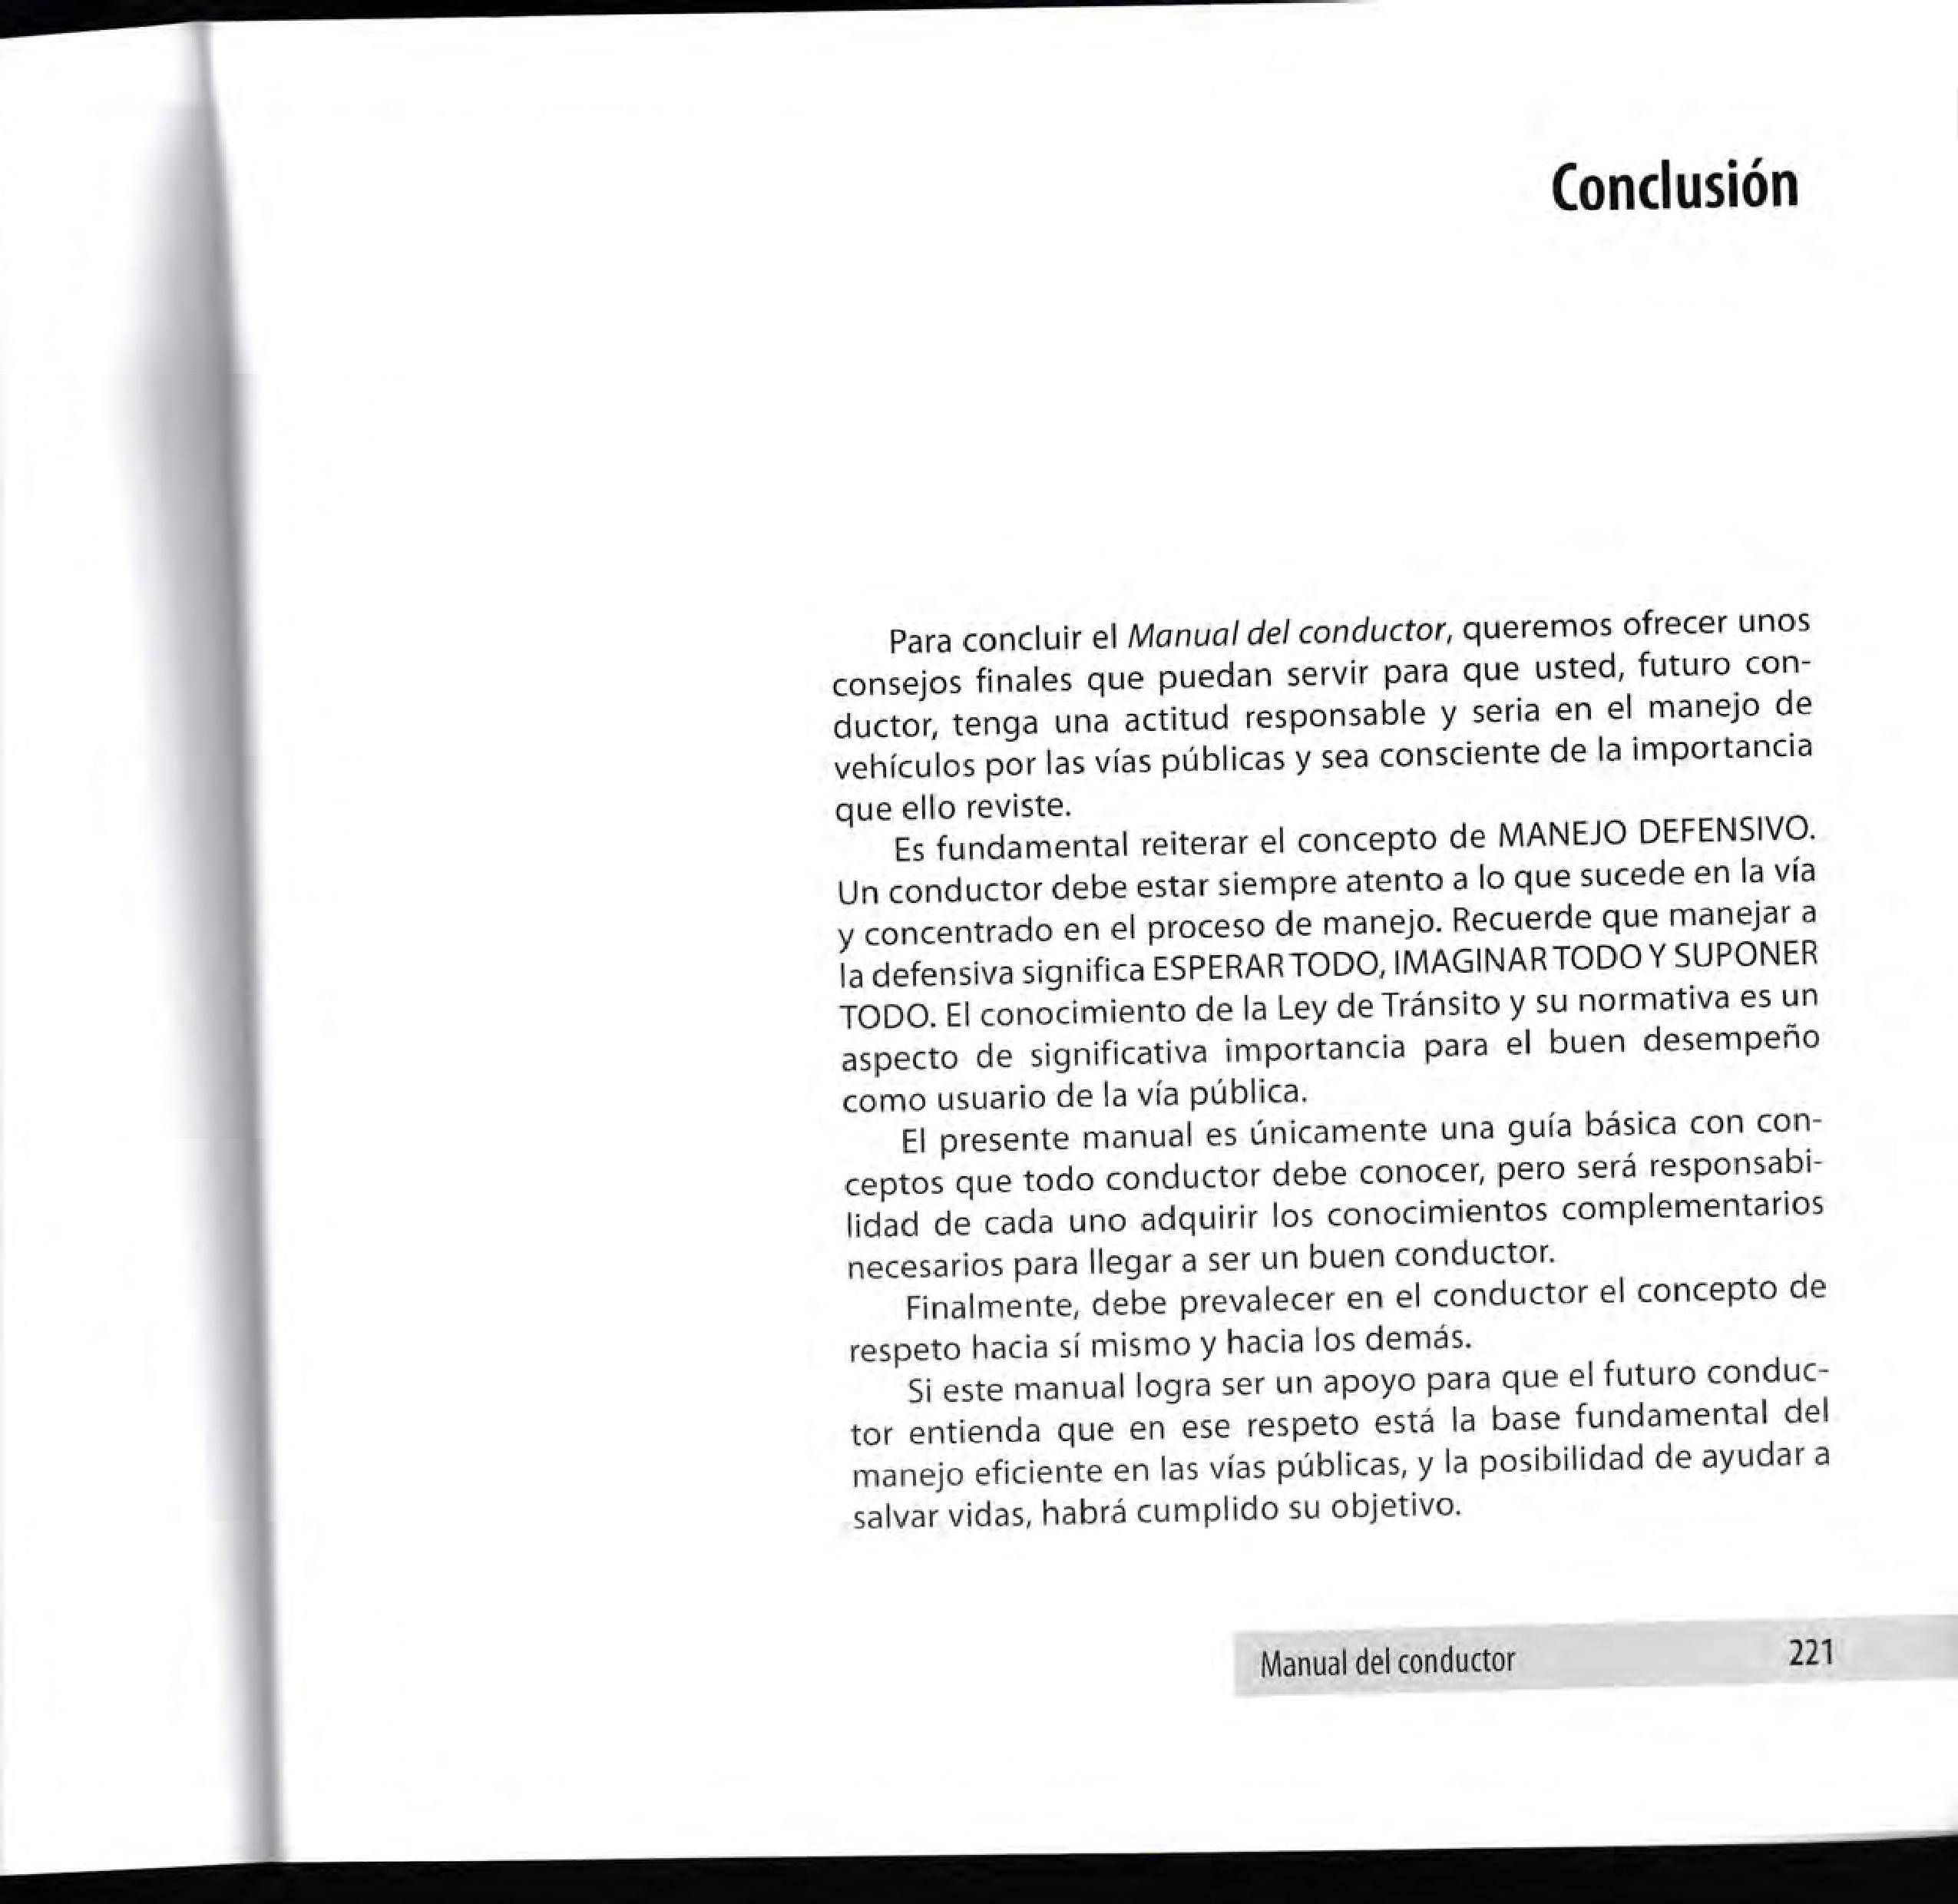 Conclusión
Para concluir el Manual del conductor, queremos ofrecer unos
consejos finales que puedan servir para que usted, futuro con-
ductor, tenga una actitud responsable y seria en el manejo de
vehículos por las vías públicas y sea consciente de la importancia
que ello reviste.
Es fundamental reiterar el concepto de MANEJO DEFENSIVO.
Un conductor debe estar siempre atento a lo que sucede en la vía
y concentrado en el proceso de manejo. Recuerde que manejar a
la defensiva significa ESPERAR TODO, IMAGINAR TODO Y SUPONER
TODO. El conocimiento de la Ley de Tránsito y su normativa es un
aspecto de significativa importancia para el buen desempeño
como usuario de la vía pública.
El presente manual es únicamente una guía básica con con-
ceptos que todo conductor debe conocer, pero será responsabi-
lidad de cada uno adquirir los conocimientos complementarios
necesarios para llegar a ser un buen conductor.
Finalmente, debe prevalecer en el conductor el concepto de
respeto hacia sí mismo y hacia los demás.
Si este manual logra ser un apoyo para que el futuro conduc-
tor entienda que en ese respeto está la base fundamental del
manejo eficiente en las vías públicas, y la posibilidad de ayudar a
salvar vidas, habrá cumplido su objetivo.
Manual del conductor 221